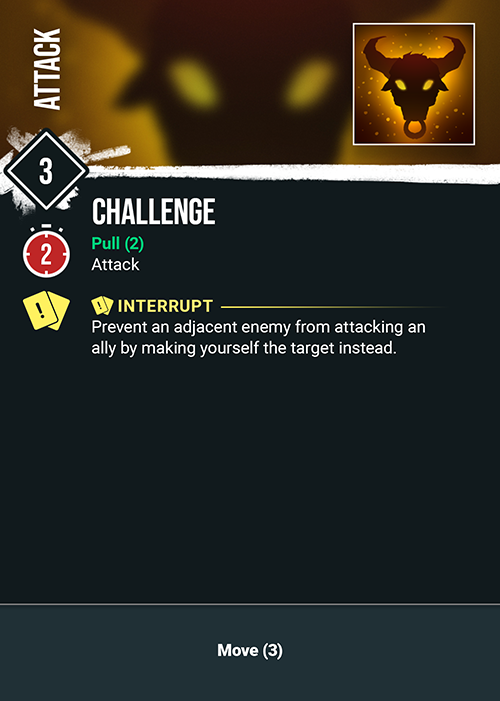 ATTACK
3
CHALLENGE
2
Pull (2)
Attack
! ! INTERRUPT
Prevent an adjacent enemy from attacking an
ally by making yourself the target instead.
Move (3)